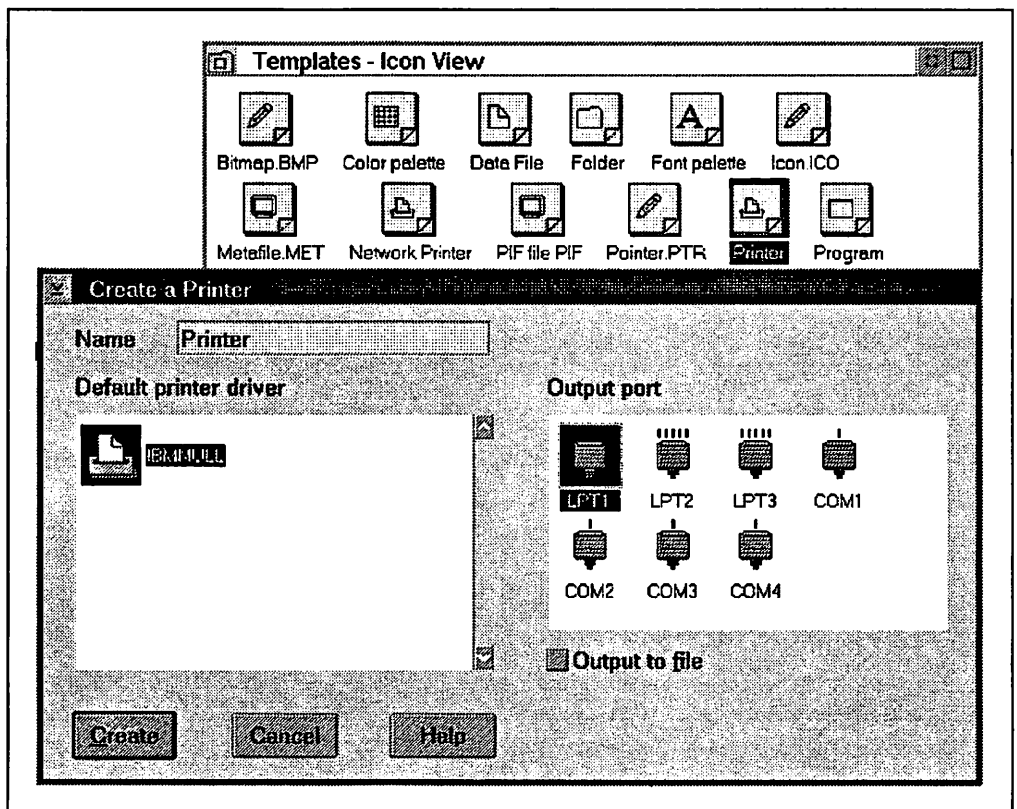 Templates - Icon View
Bitmap.BMP Color palette Data File Folder Font palette Icon.ICO
Metafile.MET Network Printer PIF file PIF Pointer.PTR Printer Program
Create a Printer
Name Printer
Default printer driver
Output port
IBMNULL
LPT1 LPT2 LPT3 COM1
COM2 COM3 COM4
Output to file
Create Cancel Help